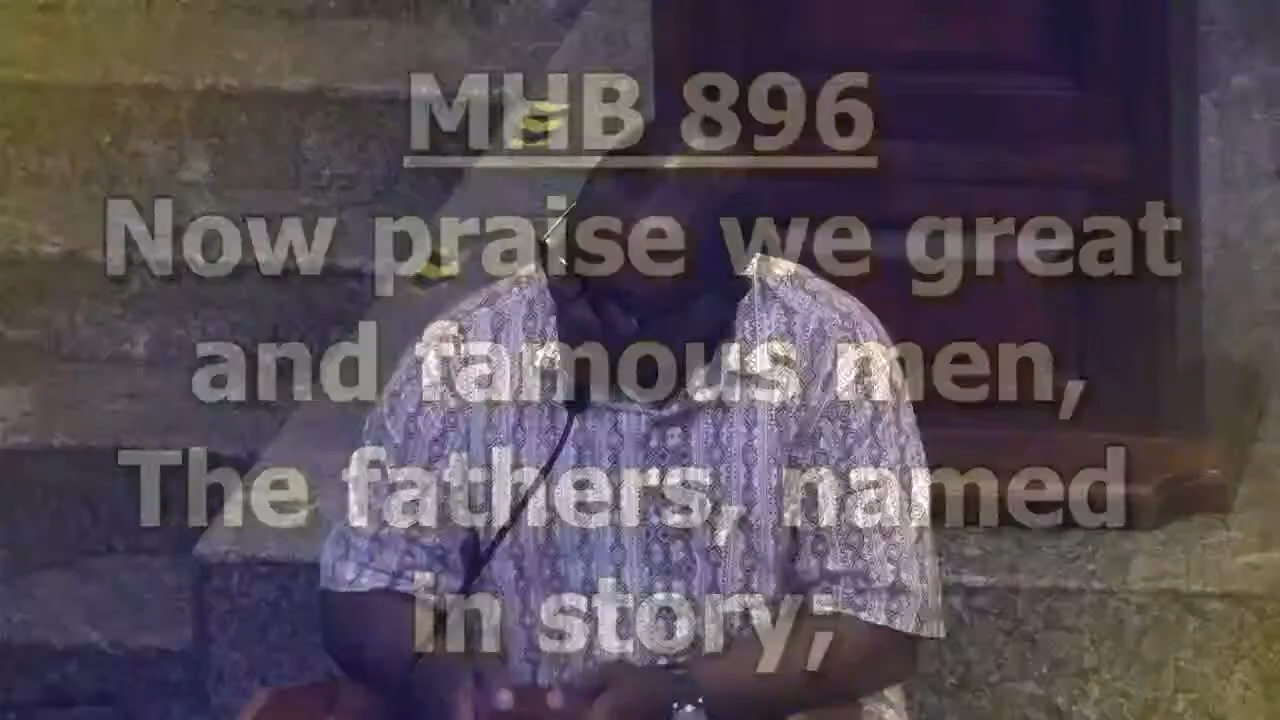 MHB 896
Now praise we great
and famous men,
The fathers, named
in story;